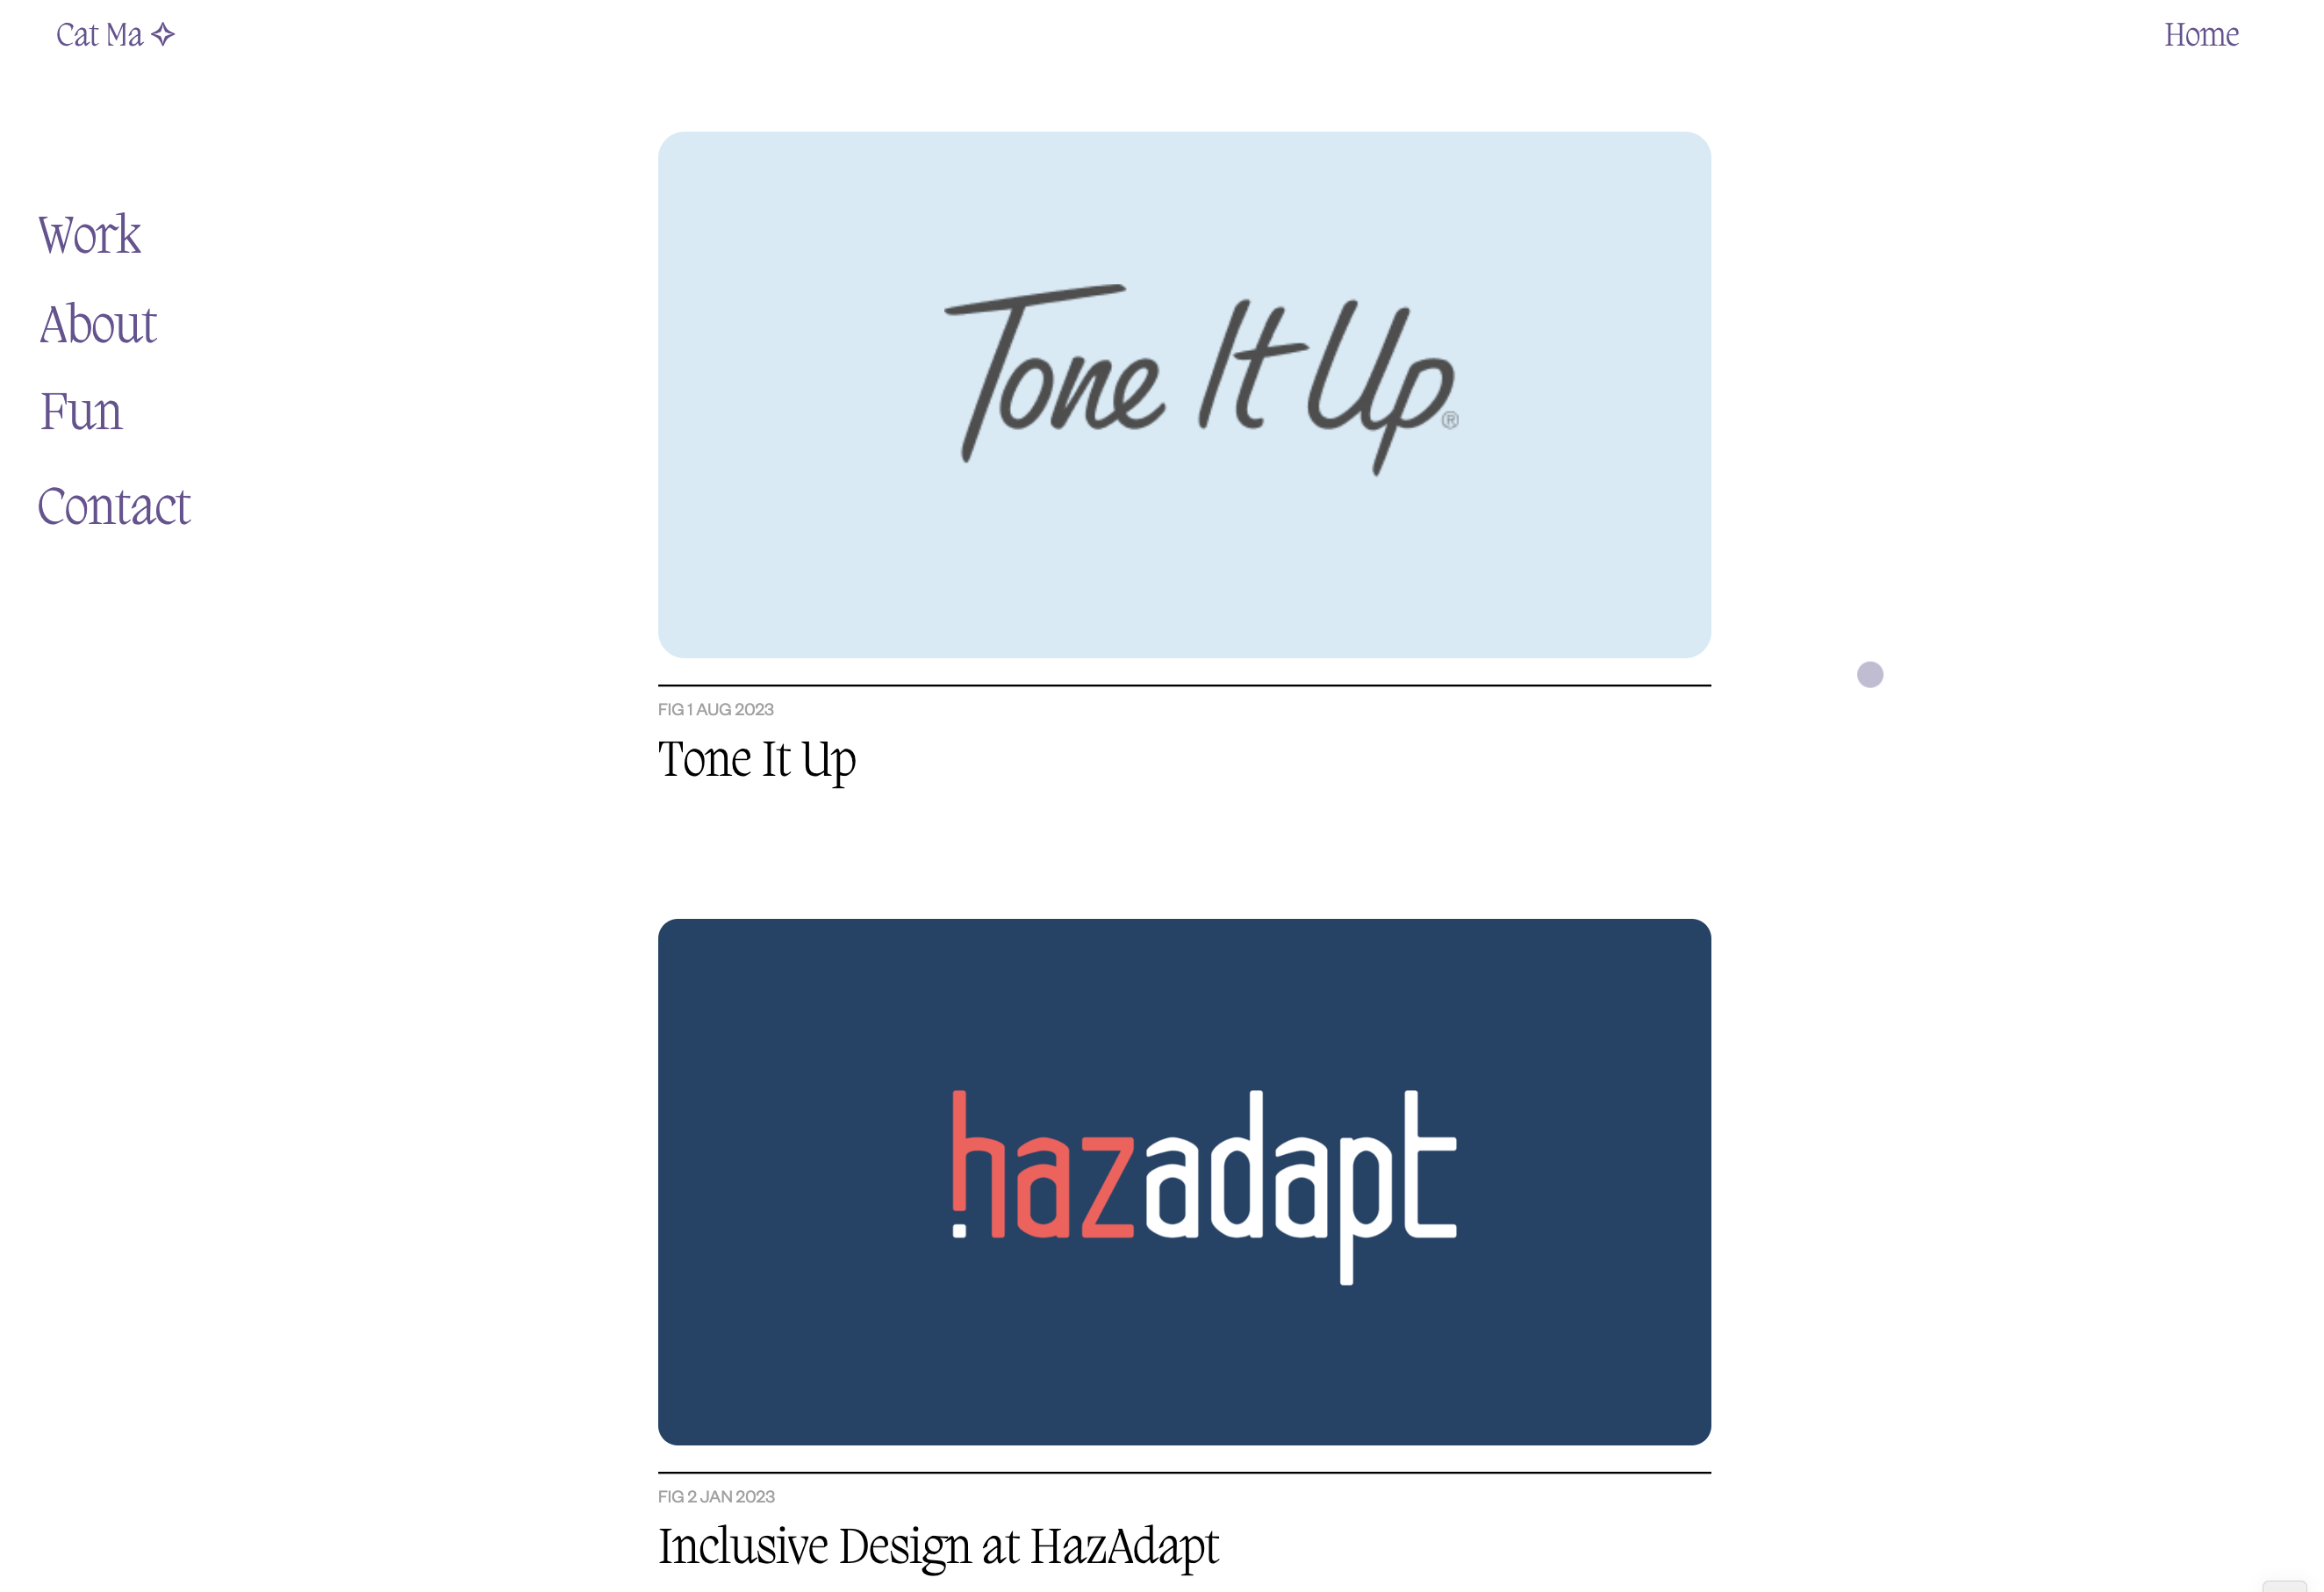 Cat Ma
Home
Work
About
Fun
Contact
Tone It Up®
FIG 1 AUG 2023
Tone It Up
hazadapt
FIG 2 JAN 2023
Inclusive Design at HazAdapt